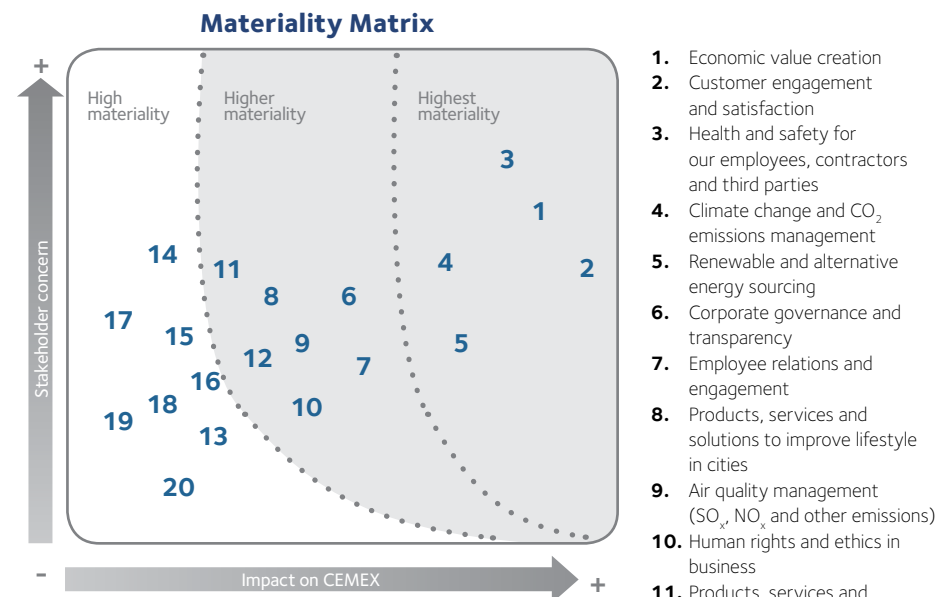 Materiality Matrix
+
High
materiality
Higher
materiality
Highest
materiality
Stakeholder concern
3
1
14
11
4
2
8
6
17
15
9
5
12
7
16
18
10
19
13
20
-
Impact on CEMEX
+
1. Economic value creation
2. Customer engagement
and satisfaction
3. Health and safety for
our employees, contractors
and third parties
4. Climate change and CO₂
emissions management
5. Renewable and alternative
energy sourcing
6. Corporate governance and
transparency
7. Employee relations and
engagement
8. Products, services and
solutions to improve lifestyle
in cities
9. Air quality management
(SOₓ, NOₓ and other emissions)
10. Human rights and ethics in
business
11. Products, services and